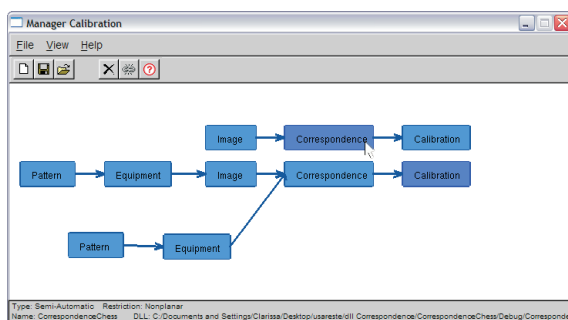 Manager Calibration
File View Help
Image Correspondence Calibration
Pattern Equipment Image Correspondence Calibration
Pattern Equipment
Type: Semi-Automatic Restriction: Nonplanar
Name: CorrespondenceChess DLL: C:/Documents and Settings/Clarissa/Desktop/usareste/dll Correspondence/CorrespondenceChess/Debug/Corresponde